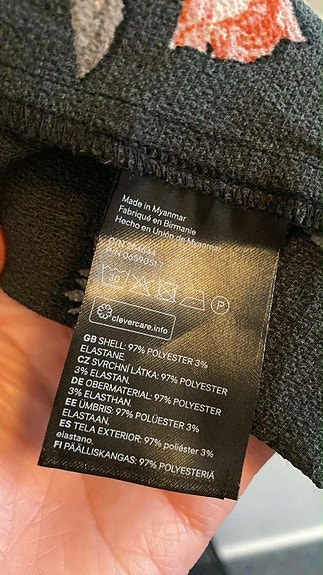 Made in Myanmar
Fabriqué en Birmanie
Hecho en Unión de Myanmar
clevercare.info
GB SHELL: 97% POLYESTER 3%
ELASTANE.
CZ SVRCHNÍ LÁTKA: 97% POLYESTER
3% ELASTAN.
DE OBERMATERIAL: 97% POLYESTER
3% ELASTHAN.
EE ÜMBRIS: 97% POLÜESTER 3%
ELASTAAN.
ES TELA EXTERIOR: 97% poliéster 3%
elastano.
FI PÄÄLLISKANGAS: 97% POLYESTERIÄ